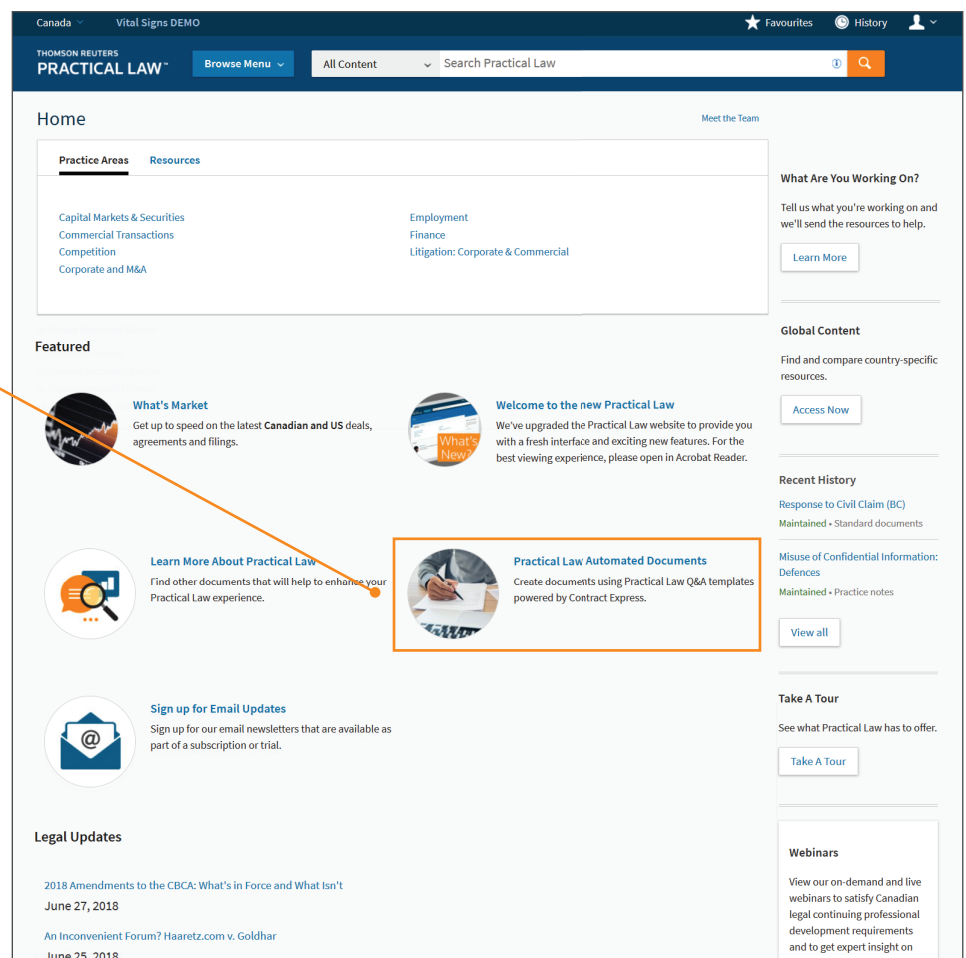 Canada Vital Signs DEMO Favourites History
THOMSON REUTERS
PRACTICAL LAW™
Browse Menu All Content Search Practical Law
Home Meet the Team
Practice Areas Resources
Capital Markets & Securities
Commercial Transactions
Competition
Corporate and M&A
Employment
Finance
Litigation: Corporate & Commercial
Featured
What's Market
Get up to speed on the latest Canadian and US deals,
agreements and filings.
What's
New?
Welcome to the new Practical Law
We've upgraded the Practical Law website to provide you
with a fresh interface and exciting new features. For the
best viewing experience, please open in Acrobat Reader.
Learn More About Practical Law
Find other documents that will help to enhance your
Practical Law experience.
Practical Law Automated Documents
Create documents using Practical Law Q&A templates
powered by Contract Express.
@
Sign up for Email Updates
Sign up for our email newsletters that are available as
part of a subscription or trial.
Legal Updates
2018 Amendments to the CBCA: What's in Force and What Isn't
June 27, 2018
An Inconvenient Forum? Haaretz.com v. Goldhar
June 25, 2018
What Are You Working On?
Tell us what you're working on and
we'll send the resources to help.
Learn More
Global Content
Find and compare country-specific
resources.
Access Now
Recent History
Response to Civil Claim (BC)
Maintained • Standard documents
Misuse of Confidential Information:
Defences
Maintained • Practice notes
View all
Take A Tour
See what Practical Law has to offer.
Take A Tour
Webinars
View our on-demand and live
webinars to satisfy Canadian
legal continuing professional
development requirements
and to get expert insight on